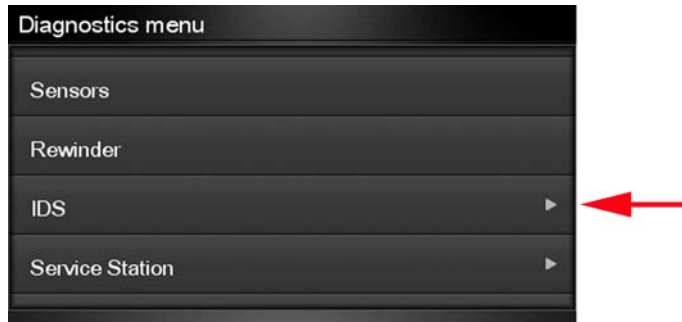 Diagnostics menu
Sensors
Rewinder
IDS
Service Station